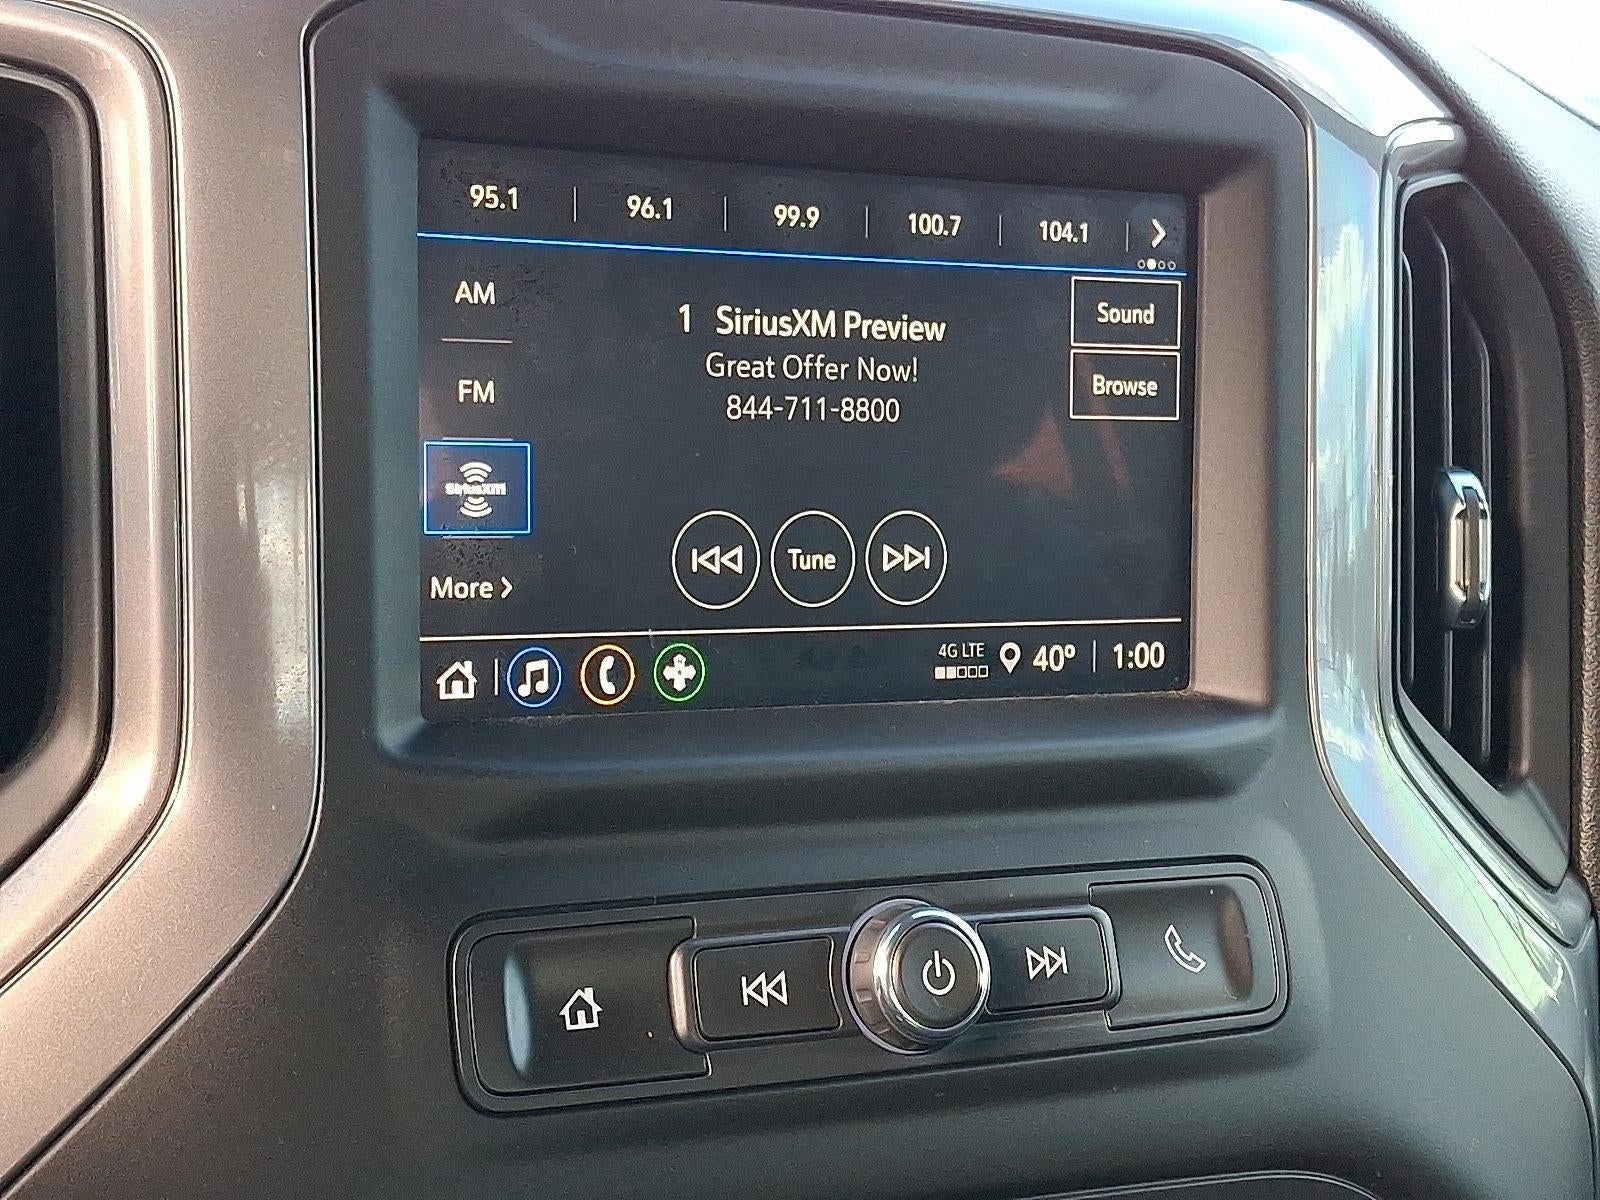 95.1 96.1 99.9 100.7 104.1
AM
1 SiriusXM Preview
Sound
Great Offer Now!
FM
Browse
844-711-8800
SiriusXM
Tune
More
4G LTE
40° 1:00